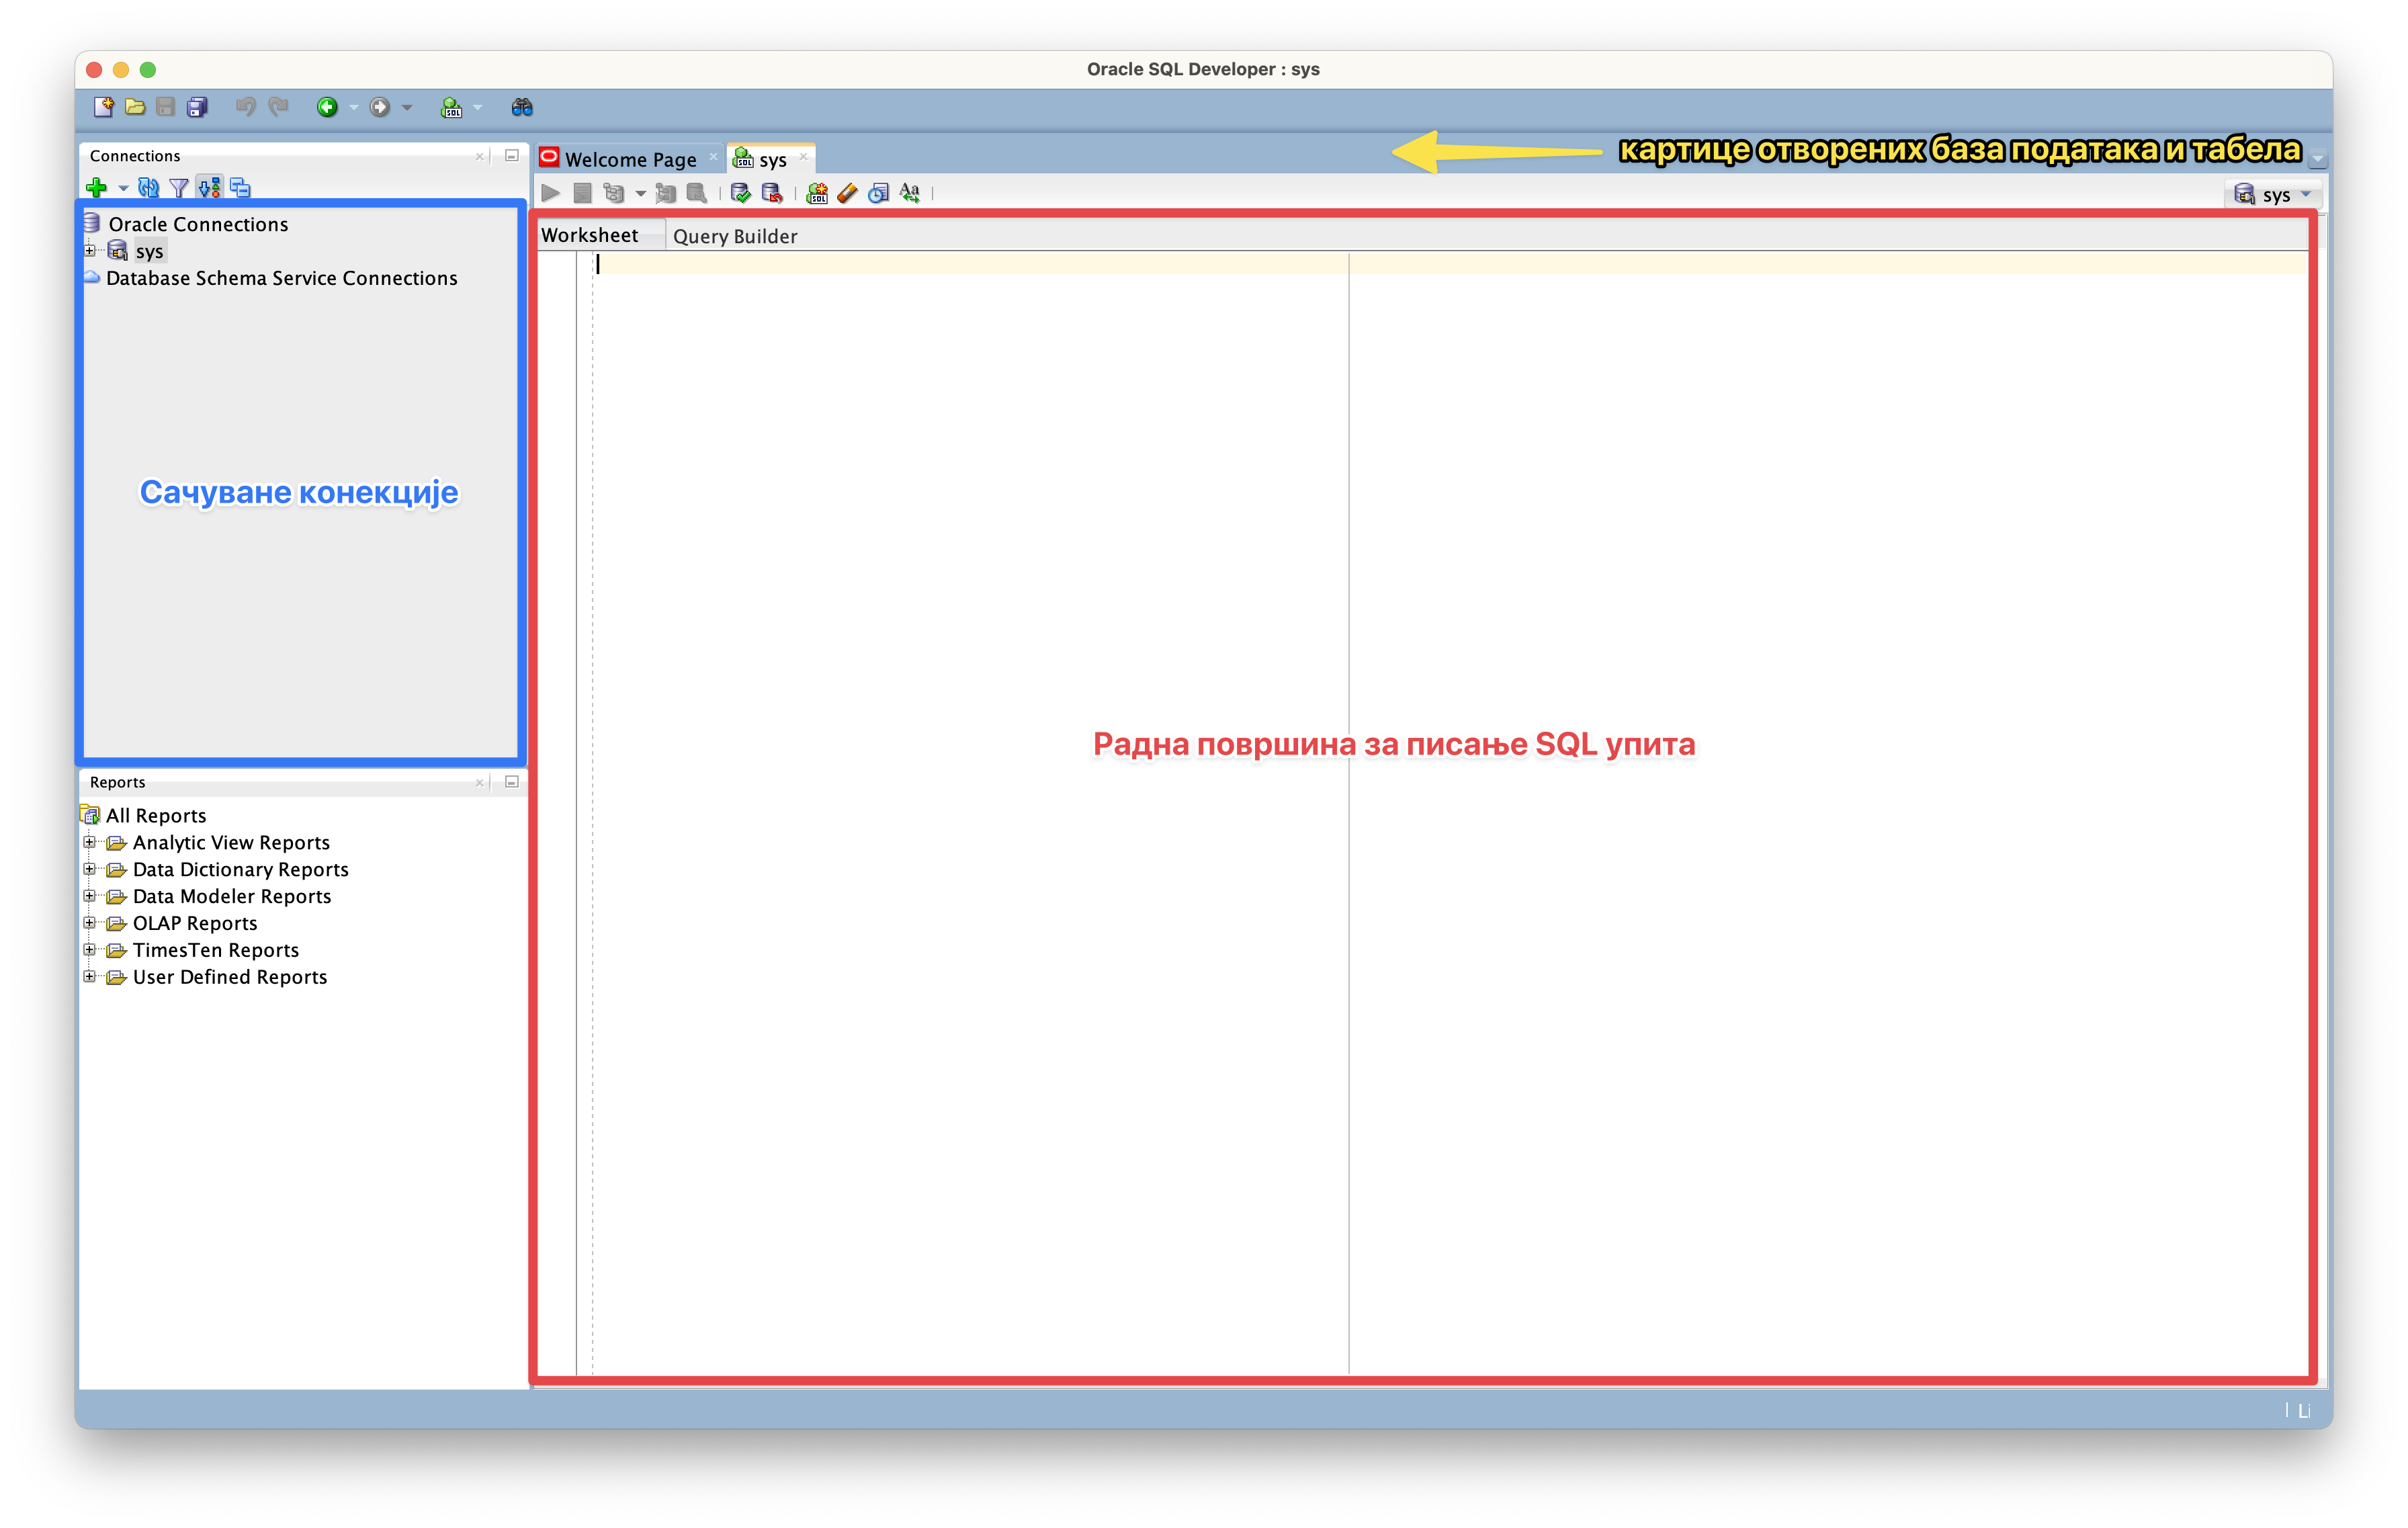 Oracle SQL Developer : sys
Connections
Welcome Page
sys
картице отворених база података и табела
sys
Oracle Connections
sys
Database Schema Service Connections
Worksheet
Query Builder
Сачуване конекције
Радна површина за писање SQL упита
Reports
All Reports
Analytic View Reports
Data Dictionary Reports
Data Modeler Reports
OLAP Reports
TimesTen Reports
User Defined Reports
Li